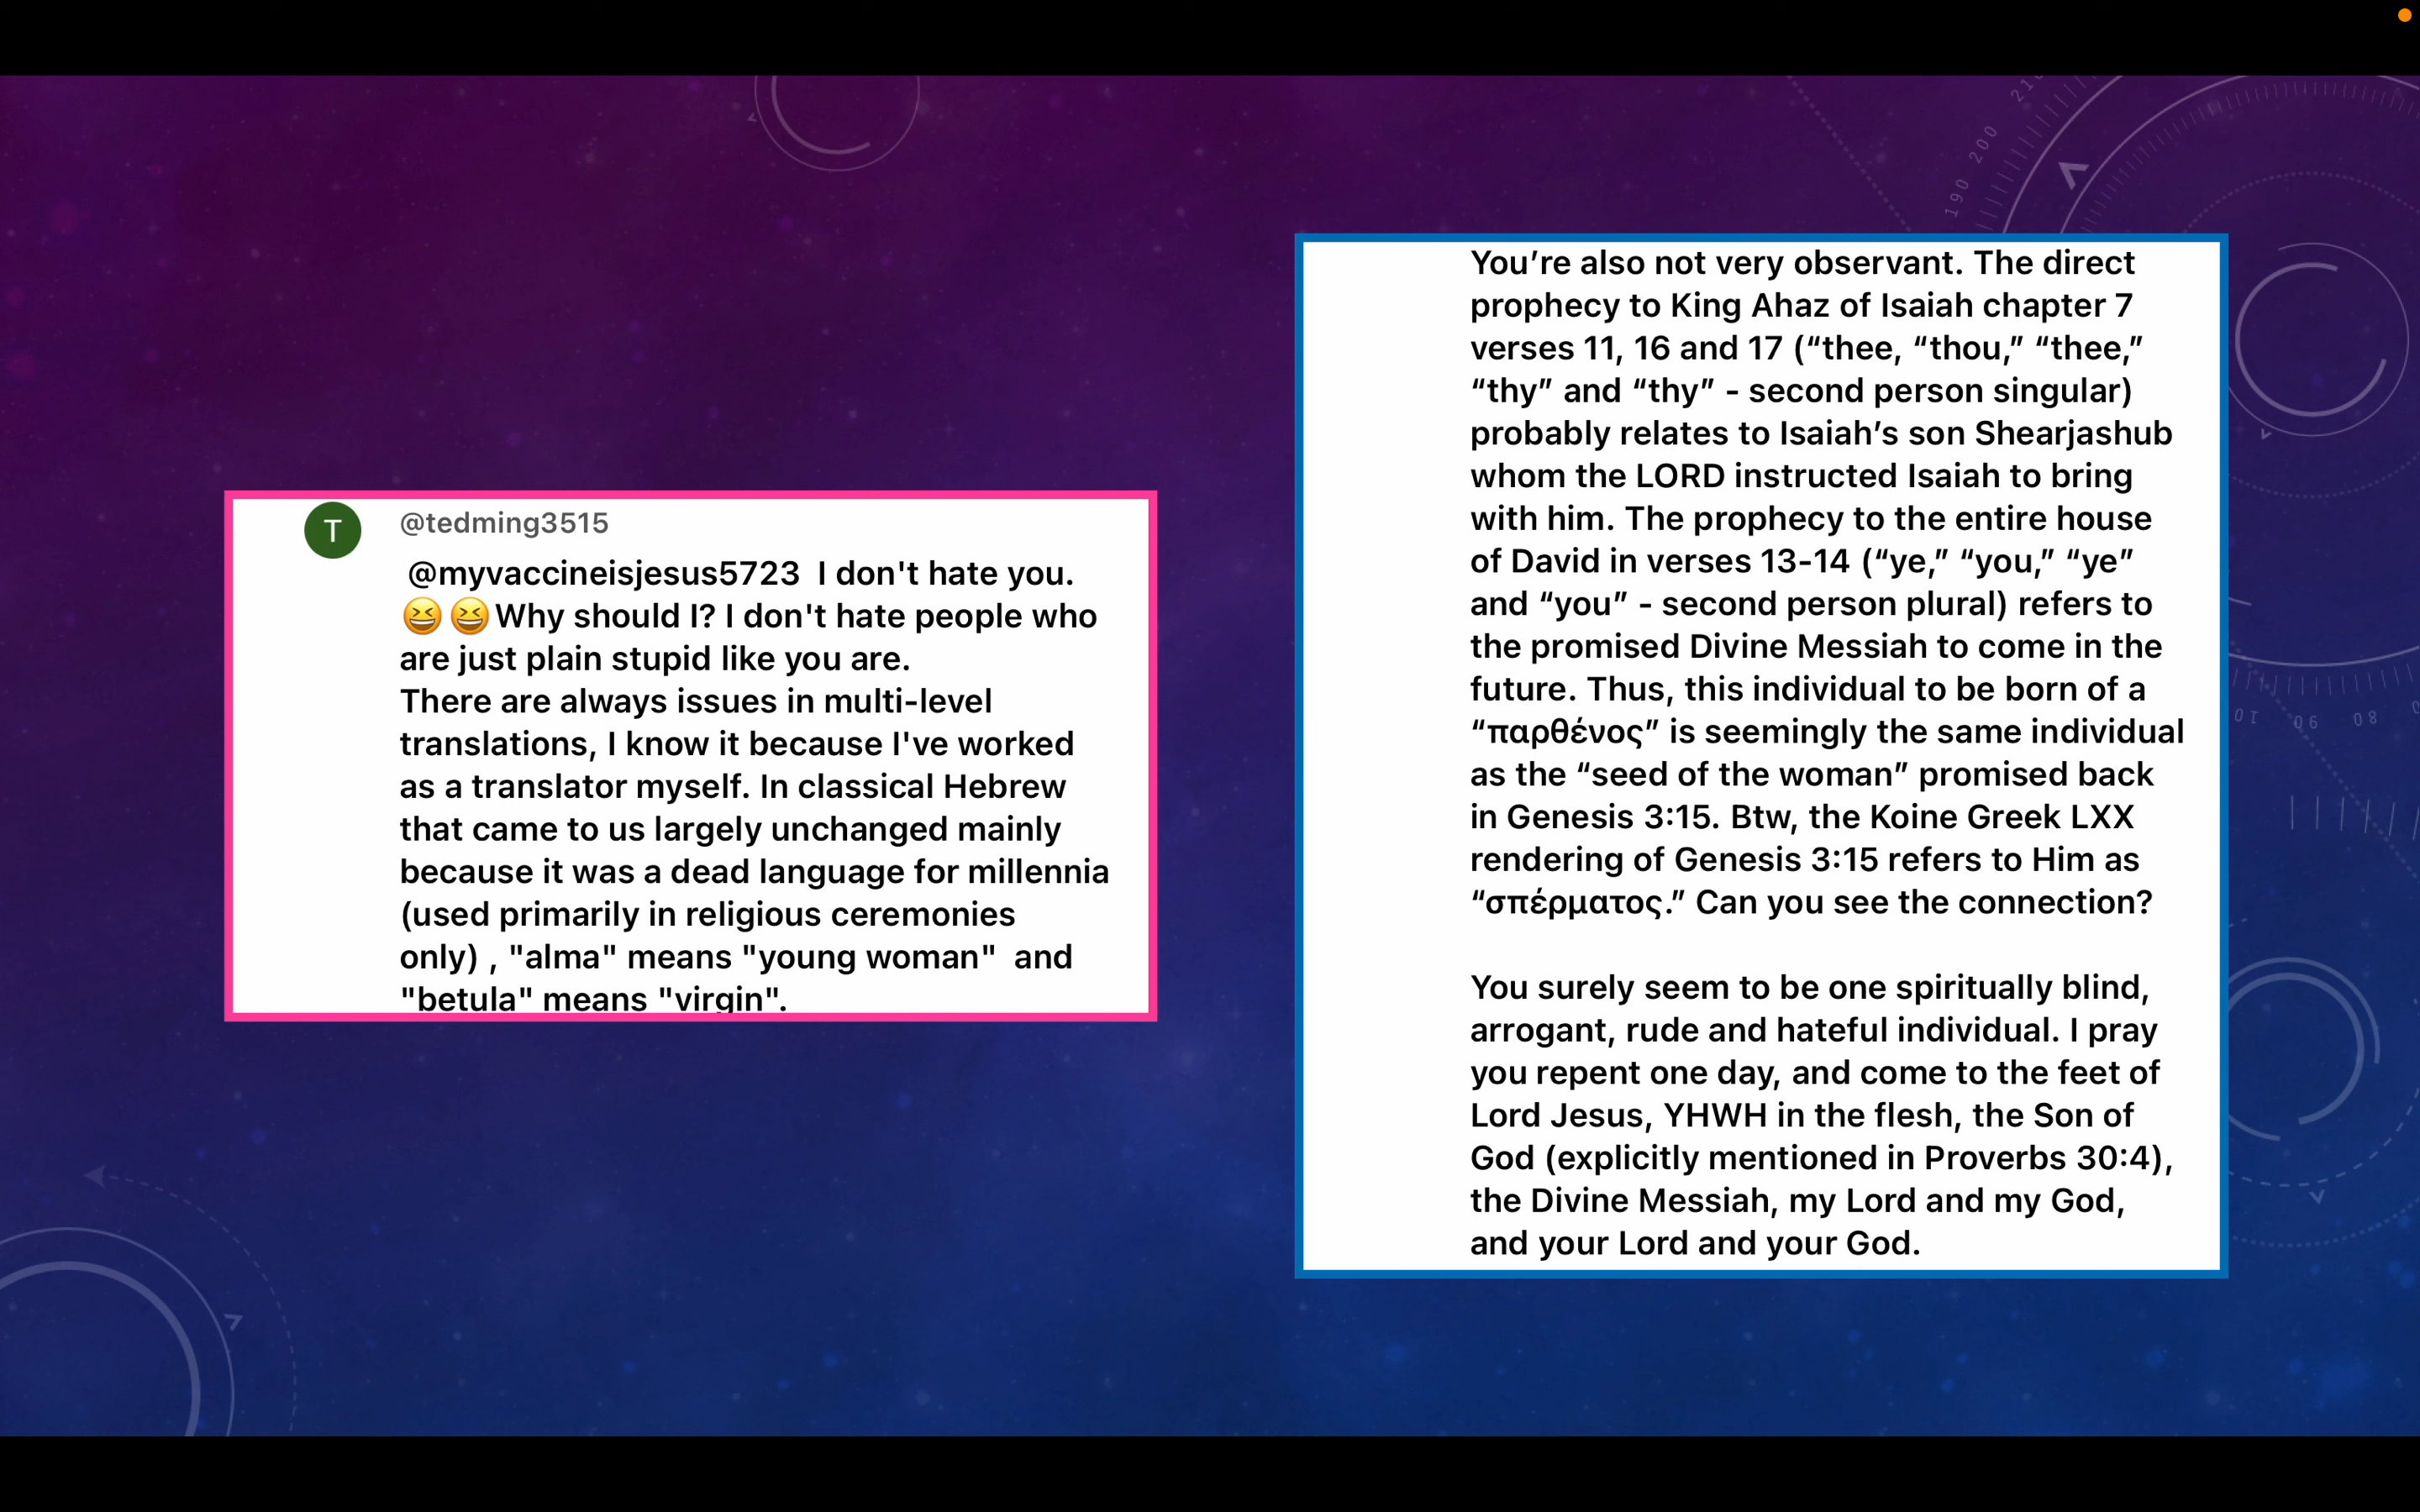 T
@tedming3515
@myvaccineisjesus5723 I don't hate you.
😆😆Why should I? I don't hate people who
are just plain stupid like you are.
There are always issues in multi-level
translations, I know it because I've worked
as a translator myself. In classical Hebrew
that came to us largely unchanged mainly
because it was a dead language for millennia
(used primarily in religious ceremonies
only) , "alma" means "young woman"  and
"betula" means "virgin".
You’re also not very observant. The direct
prophecy to King Ahaz of Isaiah chapter 7
verses 11, 16 and 17 (“thee, “thou,” “thee,”
“thy” and “thy” - second person singular)
probably relates to Isaiah’s son Shearjashub
whom the LORD instructed Isaiah to bring
with him. The prophecy to the entire house
of David in verses 13-14 (“ye,” “you,” “ye”
and “you” - second person plural) refers to
the promised Divine Messiah to come in the
future. Thus, this individual to be born of a
“παρθένος” is seemingly the same individual
as the “seed of the woman” promised back
in Genesis 3:15. Btw, the Koine Greek LXX
rendering of Genesis 3:15 refers to Him as
“σπέρματος.” Can you see the connection?
You surely seem to be one spiritually blind,
arrogant, rude and hateful individual. I pray
you repent one day, and come to the feet of
Lord Jesus, YHWH in the flesh, the Son of
God (explicitly mentioned in Proverbs 30:4),
the Divine Messiah, my Lord and my God,
and your Lord and your God.
190 200
80